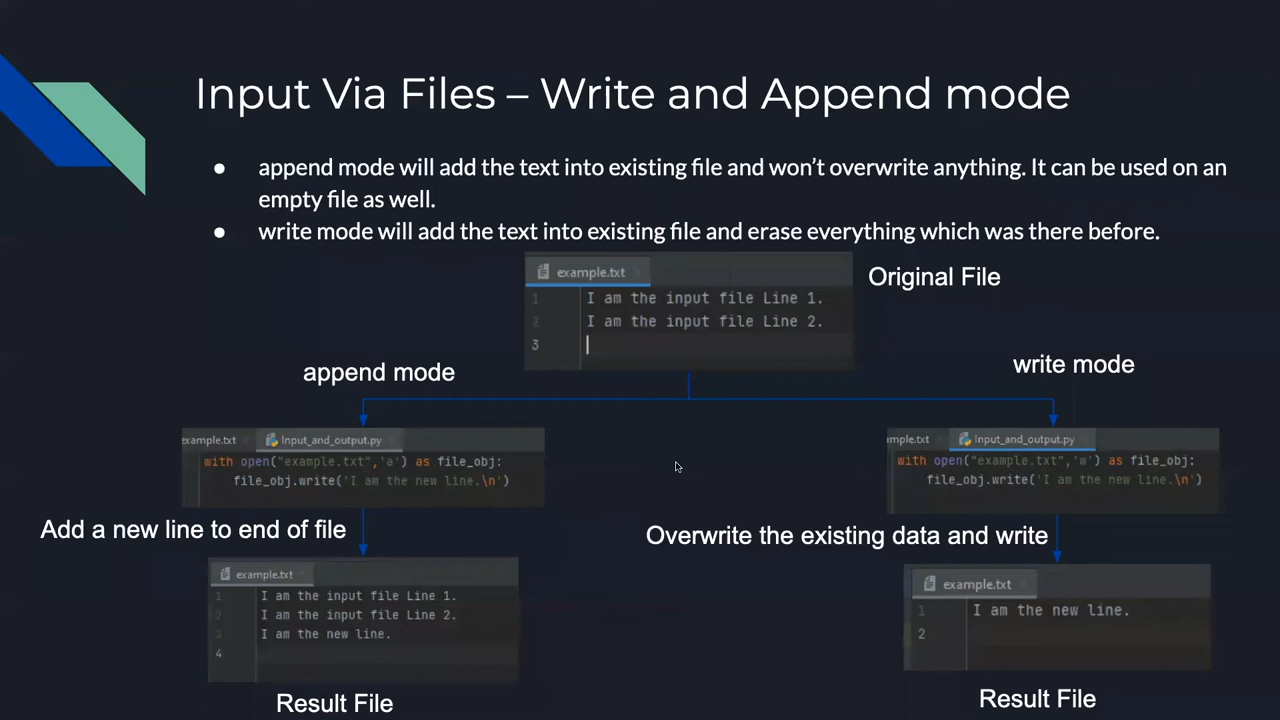 Input Via Files – Write and Append mode
● append mode will add the text into existing file and won't overwrite anything. It can be used on an
empty file as well.
● write mode will add the text into existing file and erase everything which was there before.
example.txt
Original File
1 I am the input file Line 1.
2 I am the input file Line 2.
3
append mode
write mode
example.txt Input_and_output.py
with open("example.txt",'a') as file_obj:
file_obj.write('I am the new line.\n')
mple.txt Input_and_output.py
with open("example.txt",'w') as file_obj:
file_obj.write('I am the new line.\n')
Add a new line to end of file
Overwrite the existing data and write
example.txt
1 I am the input file Line 1.
2 I am the input file Line 2.
3 I am the new line.
4
Result File
example.txt
1 I am the new line.
2
Result File